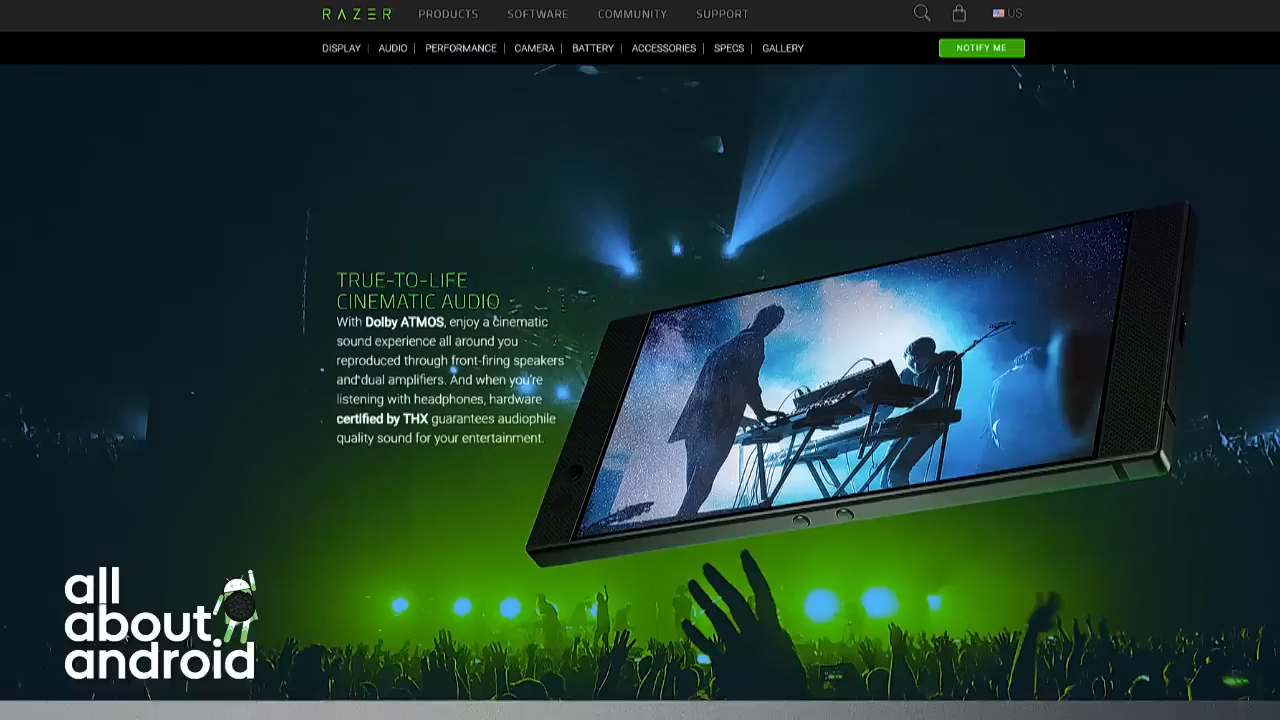 RAZER PRODUCTS SOFTWARE COMMUNITY SUPPORT US
DISPLAY | AUDIO | PERFORMANCE | CAMERA | BATTERY | ACCESSORIES | SPECS | GALLERY NOTIFY ME
TRUE-TO-LIFE
CINEMATIC AUDIO
With Dolby ATMOS, enjoy a cinematic
sound experience all around you
reproduced through front-firing speakers
and dual amplifiers. And when you're
listening with headphones, hardware
certified by THX guarantees audiophile
quality sound for your entertainment.
all
about
android